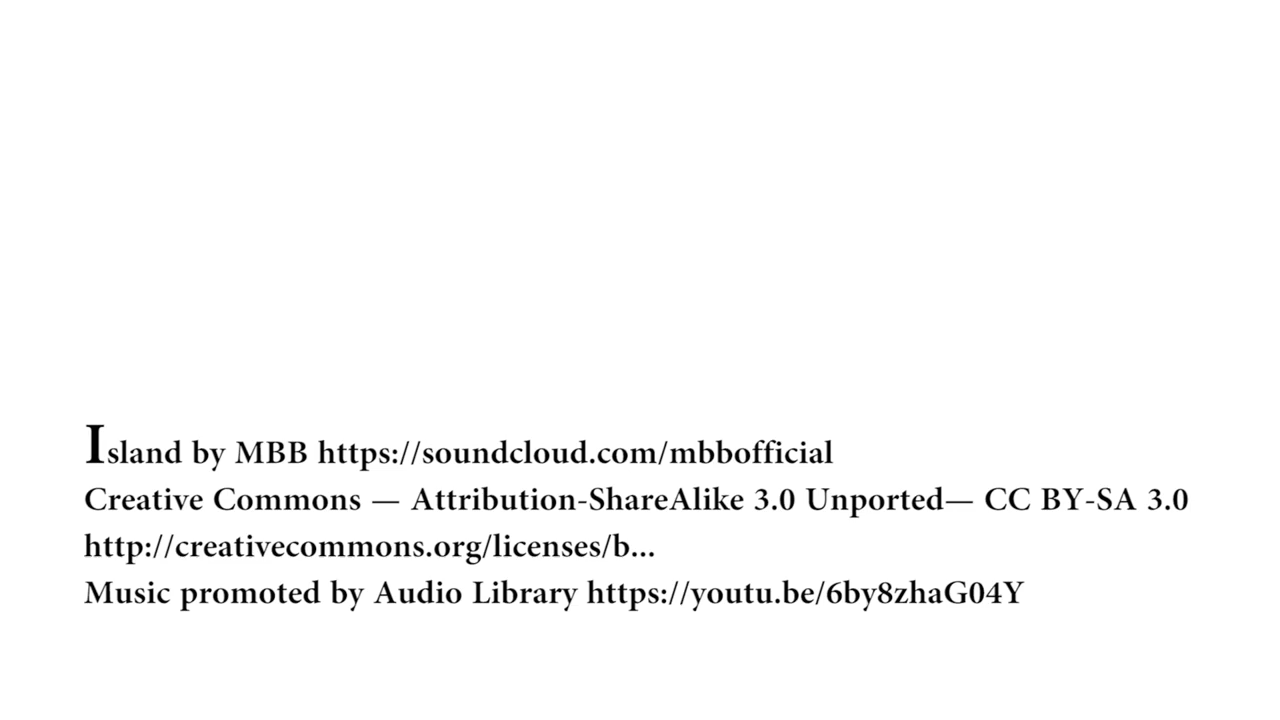 Island by MBB https://soundcloud.com/mbbofficial
Creative Commons — Attribution-ShareAlike 3.0 Unported— CC BY-SA 3.0
http://creativecommons.org/licenses/b...
Music promoted by Audio Library https://youtu.be/6by8zhaG04Y